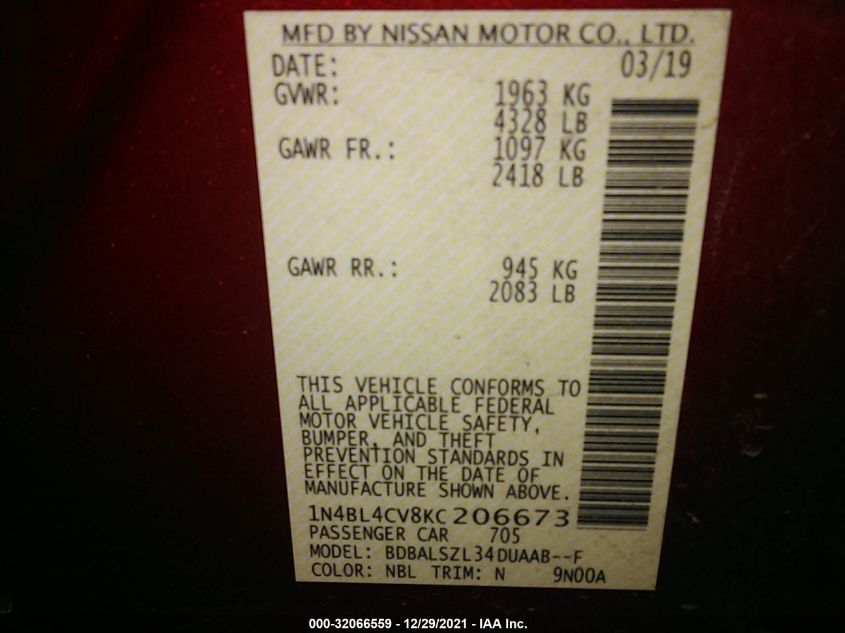 MFD BY NISSAN MOTOR CO., LTD.
DATE: 03/19
GVWR: 1963 KG
4328 LB
GAWR FR.: 1097 KG
2418 LB
GAWR RR.: 945 KG
2083 LB
THIS VEHICLE CONFORMS TO
ALL APPLICABLE FEDERAL
MOTOR VEHICLE SAFETY,
BUMPER, AND THEFT
PREVENTION STANDARDS IN
EFFECT ON THE DATE OF
MANUFACTURE SHOWN ABOVE.
1N4BL4CV8KC206673
PASSENGER CAR 705
MODEL: BDBALSZL34DUAAB--F
COLOR: NBL TRIM: N 9N00A
000-32066559 - 12/29/2021 - IAA Inc.